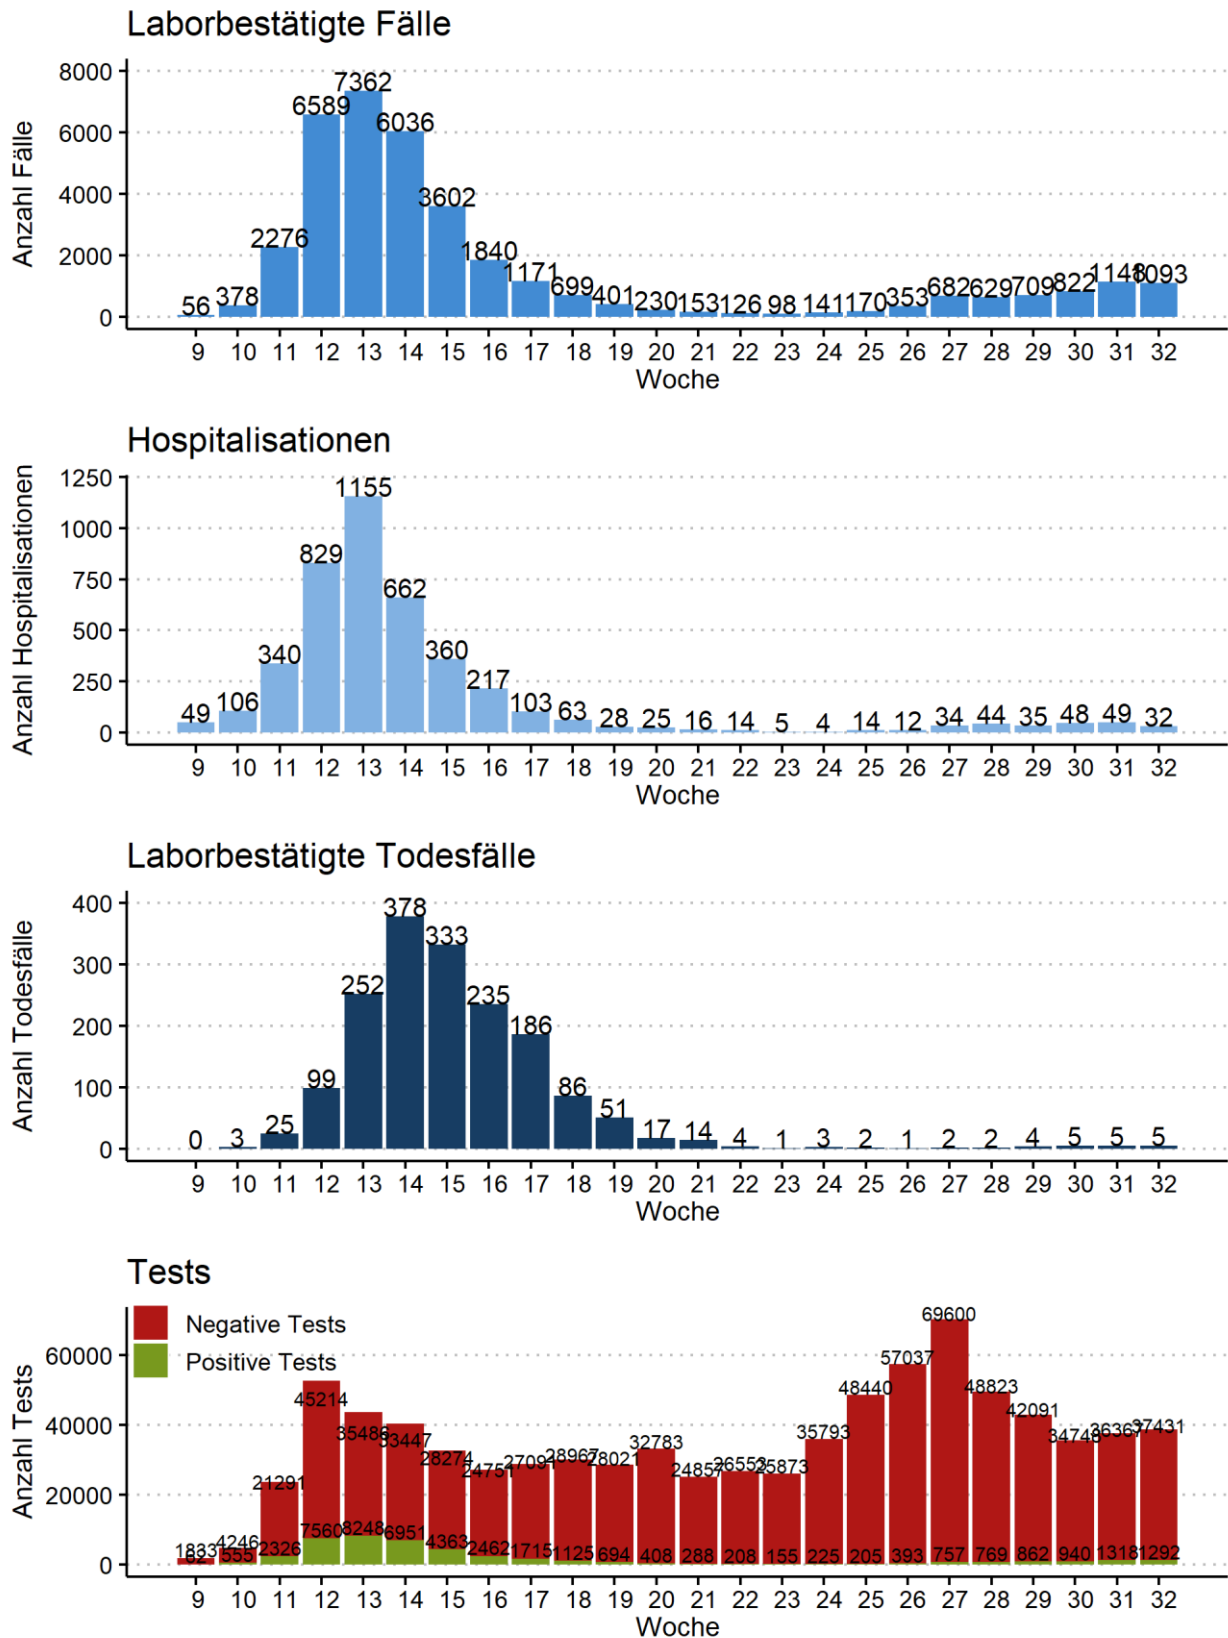 Laborbestätigte Fälle
Anzahl Fälle
8000
6000
4000
2000
0
56 378 2276 6589 7362 6036 3602 1840 1171 699 401 230 153 126 98 141 170 353 682 629 709 822 1148 1093
9 10 11 12 13 14 15 16 17 18 19 20 21 22 23 24 25 26 27 28 29 30 31 32
Woche
Hospitalisationen
Anzahl Hospitalisationen
1250
1000
750
500
250
0
49 106 340 829 1155 662 360 217 103 63 28 25 16 14 5 4 14 12 34 44 35 48 49 32
9 10 11 12 13 14 15 16 17 18 19 20 21 22 23 24 25 26 27 28 29 30 31 32
Woche
Laborbestätigte Todesfälle
Anzahl Todesfälle
400
300
200
100
0
0 3 25 99 252 378 333 235 186 86 51 17 14 4 1 3 2 1 2 2 4 5 5 5
9 10 11 12 13 14 15 16 17 18 19 20 21 22 23 24 25 26 27 28 29 30 31 32
Woche
Tests
Negative Tests
Positive Tests
Anzahl Tests
60000
40000
20000
0
1833 4246 21291 45214 35486 33447 28274 24751 27091 28967 28021 32783 24857 26553 25873 35793 48440 57037 69600 48823 42091 34748 36367 37431
62 555 2326 7560 8248 6951 4363 2462 1715 1125 694 408 288 208 155 225 205 393 757 769 862 940 1318 1292
9 10 11 12 13 14 15 16 17 18 19 20 21 22 23 24 25 26 27 28 29 30 31 32
Woche